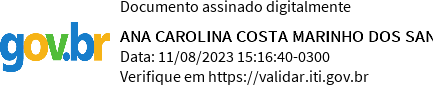 Documento assinado digitalmente
gov.br
ANA CAROLINA COSTA MARINHO DOS
Data: 11/08/2023 15:16:40-0300
Verifique em https://validar.iti.gov.br